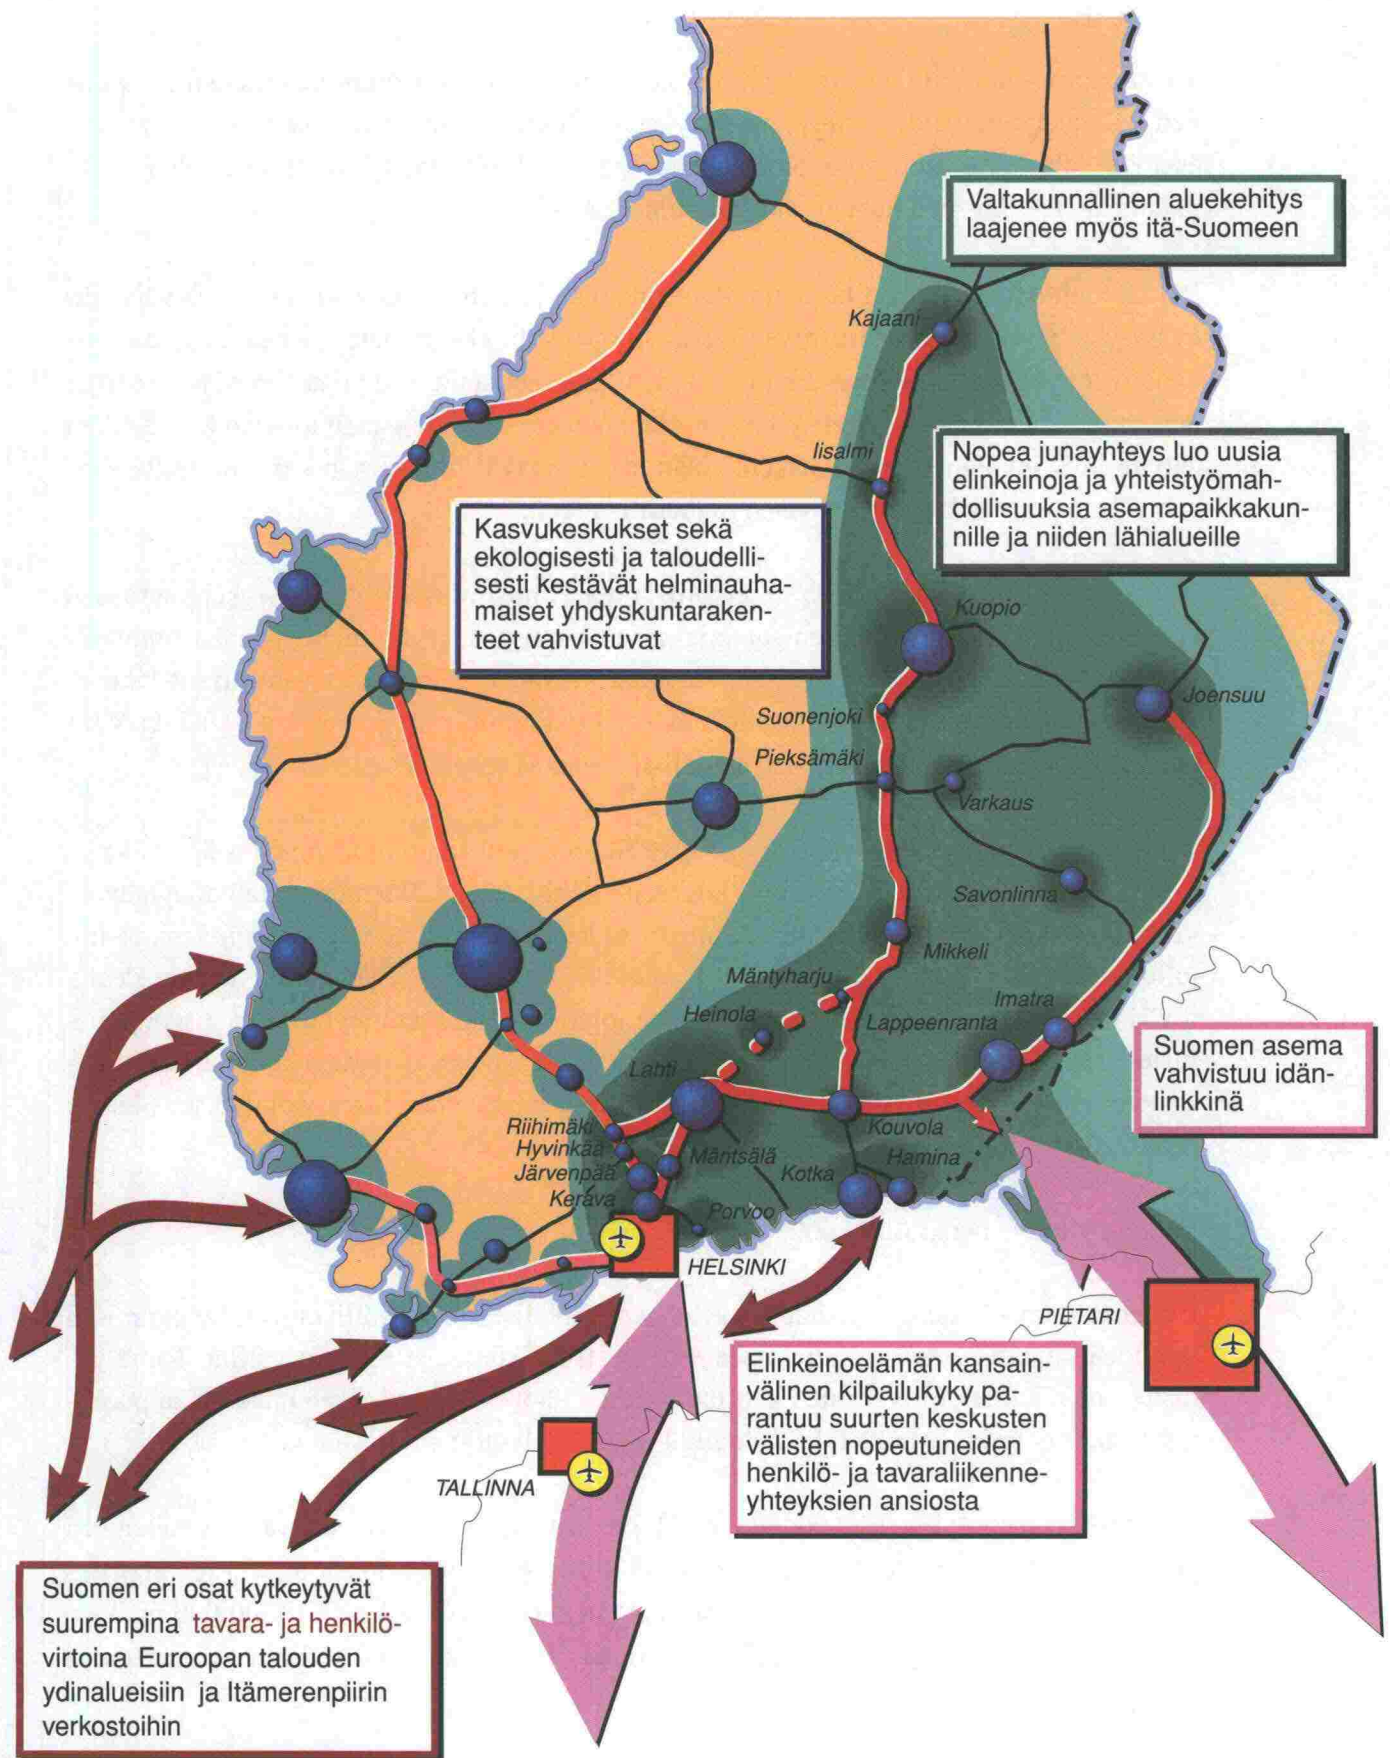 Valtakunnallinen aluekehitys
laajenee myös itä-Suomeen
Kajaani
Nopea junayhteys luo uusia
elinkeinoja ja yhteistyömah-
dollisuuksia asemapaikkakun-
nille ja niiden lähialueille
Iisalmi
Kasvukeskukset sekä
ekologisesti ja taloudelli-
sesti kestävät helminauha-
maiset yhdyskuntaraken-
teet vahvistuvat
Kuopio
Joensuu
Suonenjoki
Pieksämäki
Varkaus
Savonlinna
Mikkeli
Mäntyharju
Imatra
Heinola
Lappeenranta
Suomen asema
vahvistuu idän-
linkkinä
Lahti
Riihimäki
Kouvola
Hyvinkää
Mäntsälä
Hamina
Järvenpää
Kotka
Kerava
Porvoo
HELSINKI
PIETARI
Elinkeinoelämän kansain-
välinen kilpailukyky pa-
rantuu suurten keskusten
välisten nopeutuneiden
henkilö- ja tavaraliikenne-
yhteyksien ansiosta
TALLINNA
Suomen eri osat kytkeytyvät
suurempina tavara- ja henkilö-
virtoina Euroopan talouden
ydinalueisiin ja Itämerenpiirin
verkostoihin